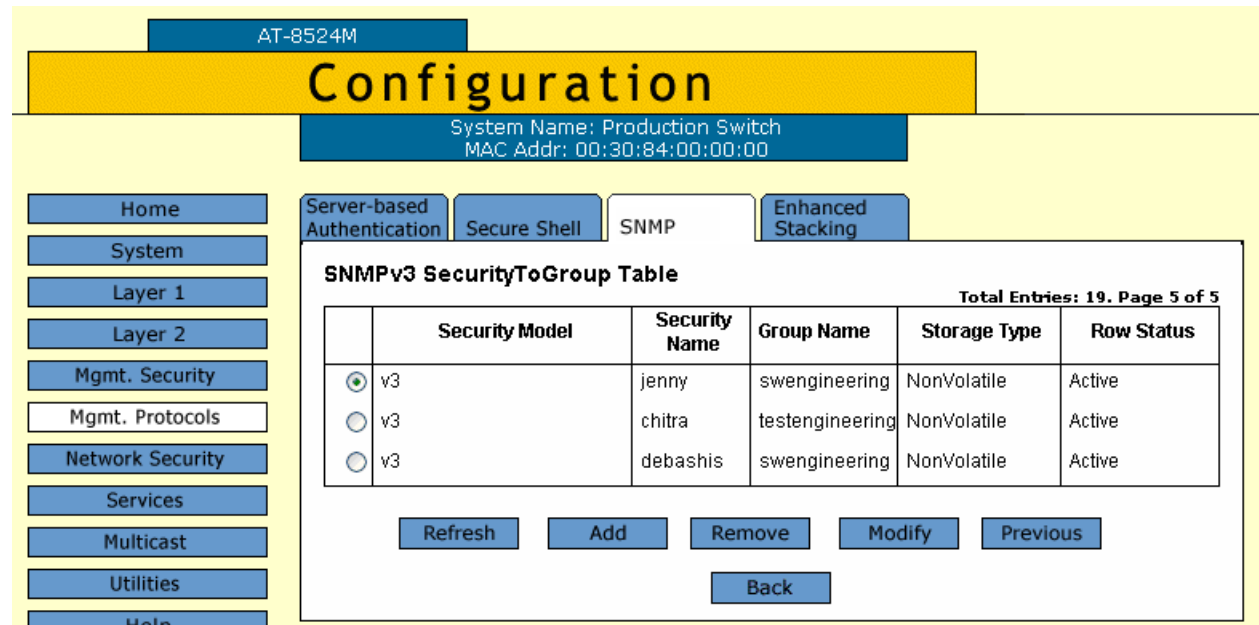 AT-8524M
Configuration
System Name: Production Switch
MAC Addr: 00:30:84:00:00:00
Home
System
Layer 1
Layer 2
Mgmt. Security
Mgmt. Protocols
Network Security
Services
Multicast
Utilities
Help
Server-based
Authentication
Secure Shell
SNMP
Enhanced
Stacking
SNMPv3 SecurityToGroup Table
Total Entries: 19. Page 5 of 5
Security Model Security Name Group Name Storage Type Row Status
v3 jenny swengineering NonVolatile Active
v3 chitra testengineering NonVolatile Active
v3 debashis swengineering NonVolatile Active
Refresh Add Remove Modify Previous
Back